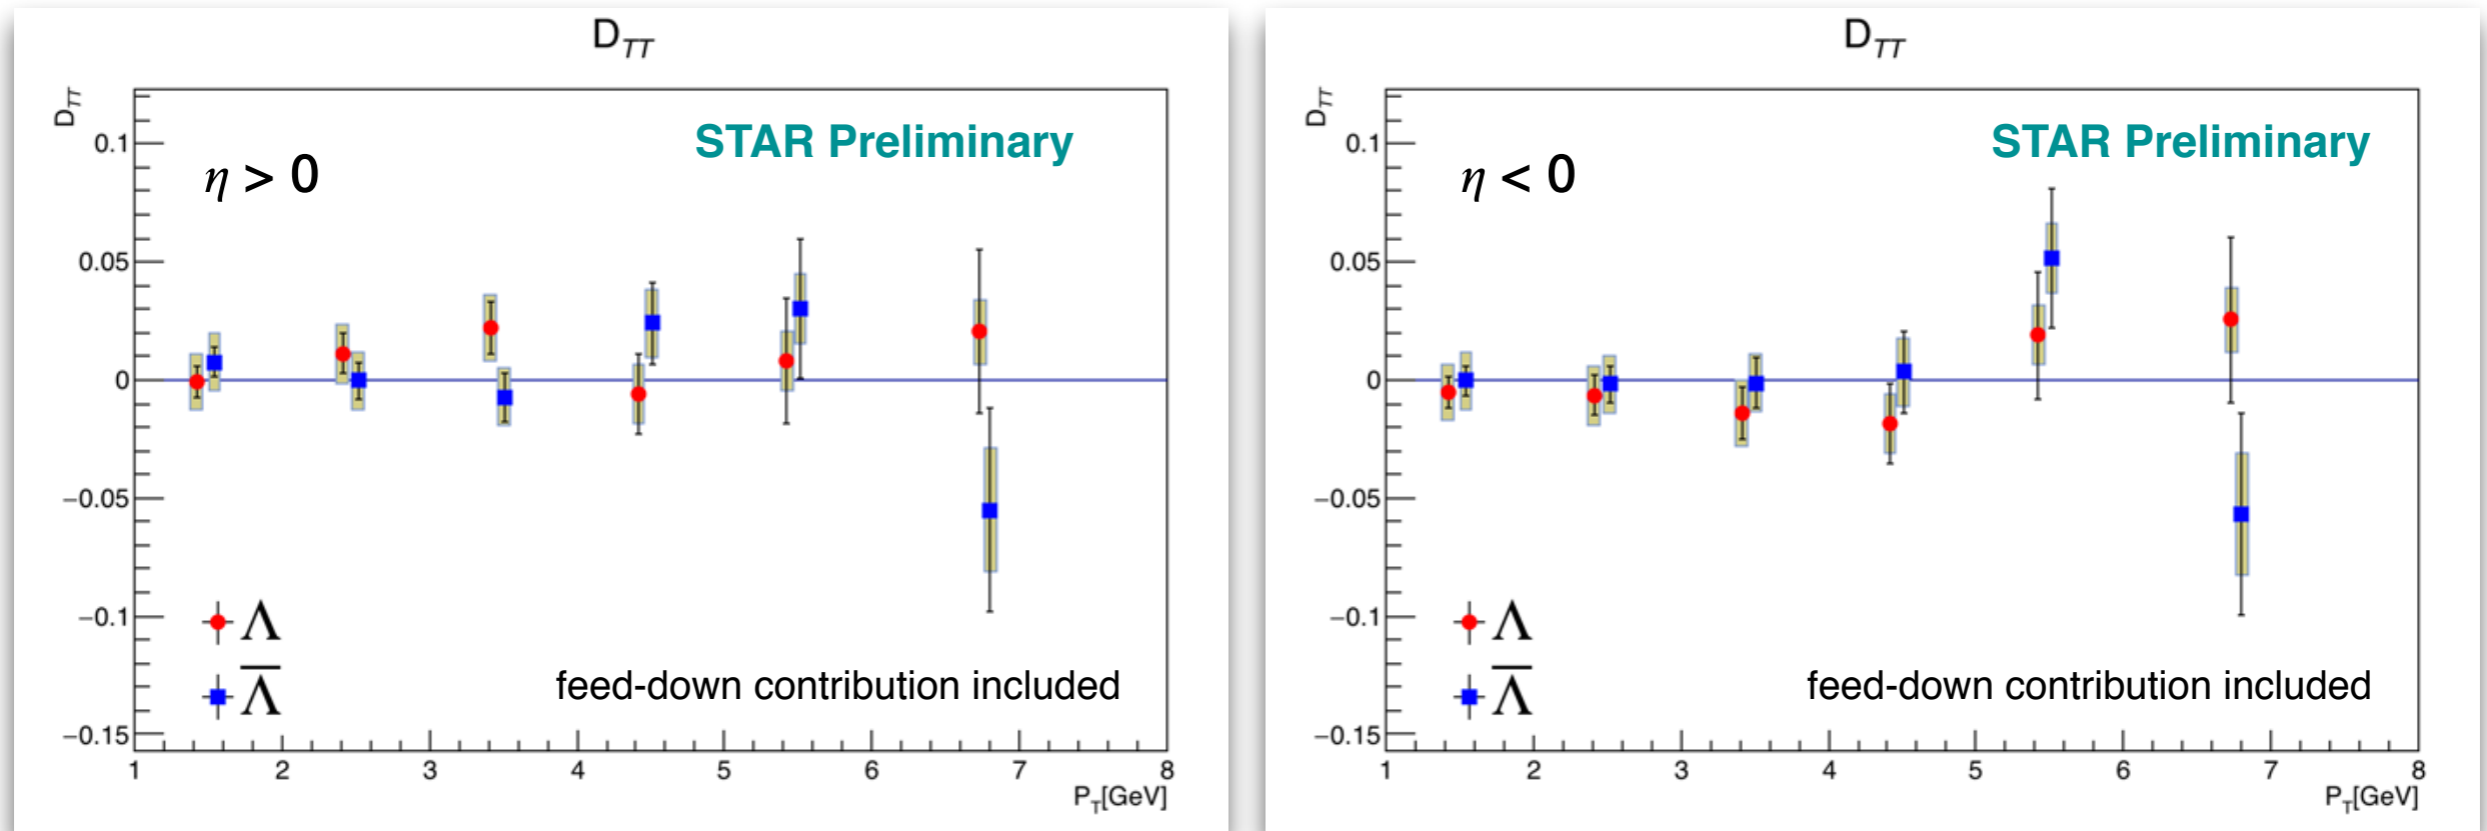 D_TT
D_TT
STAR Preliminary
η > 0
0.1
0.05
0
−0.05
−0.1
−0.15
Λ
Λ̅
feed-down contribution included
1 2 3 4 5 6 7 8
P_T[GeV]
D_TT
D_TT
STAR Preliminary
η < 0
0.1
0.05
0
−0.05
−0.1
−0.15
Λ
Λ̅
feed-down contribution included
1 2 3 4 5 6 7 8
P_T[GeV]